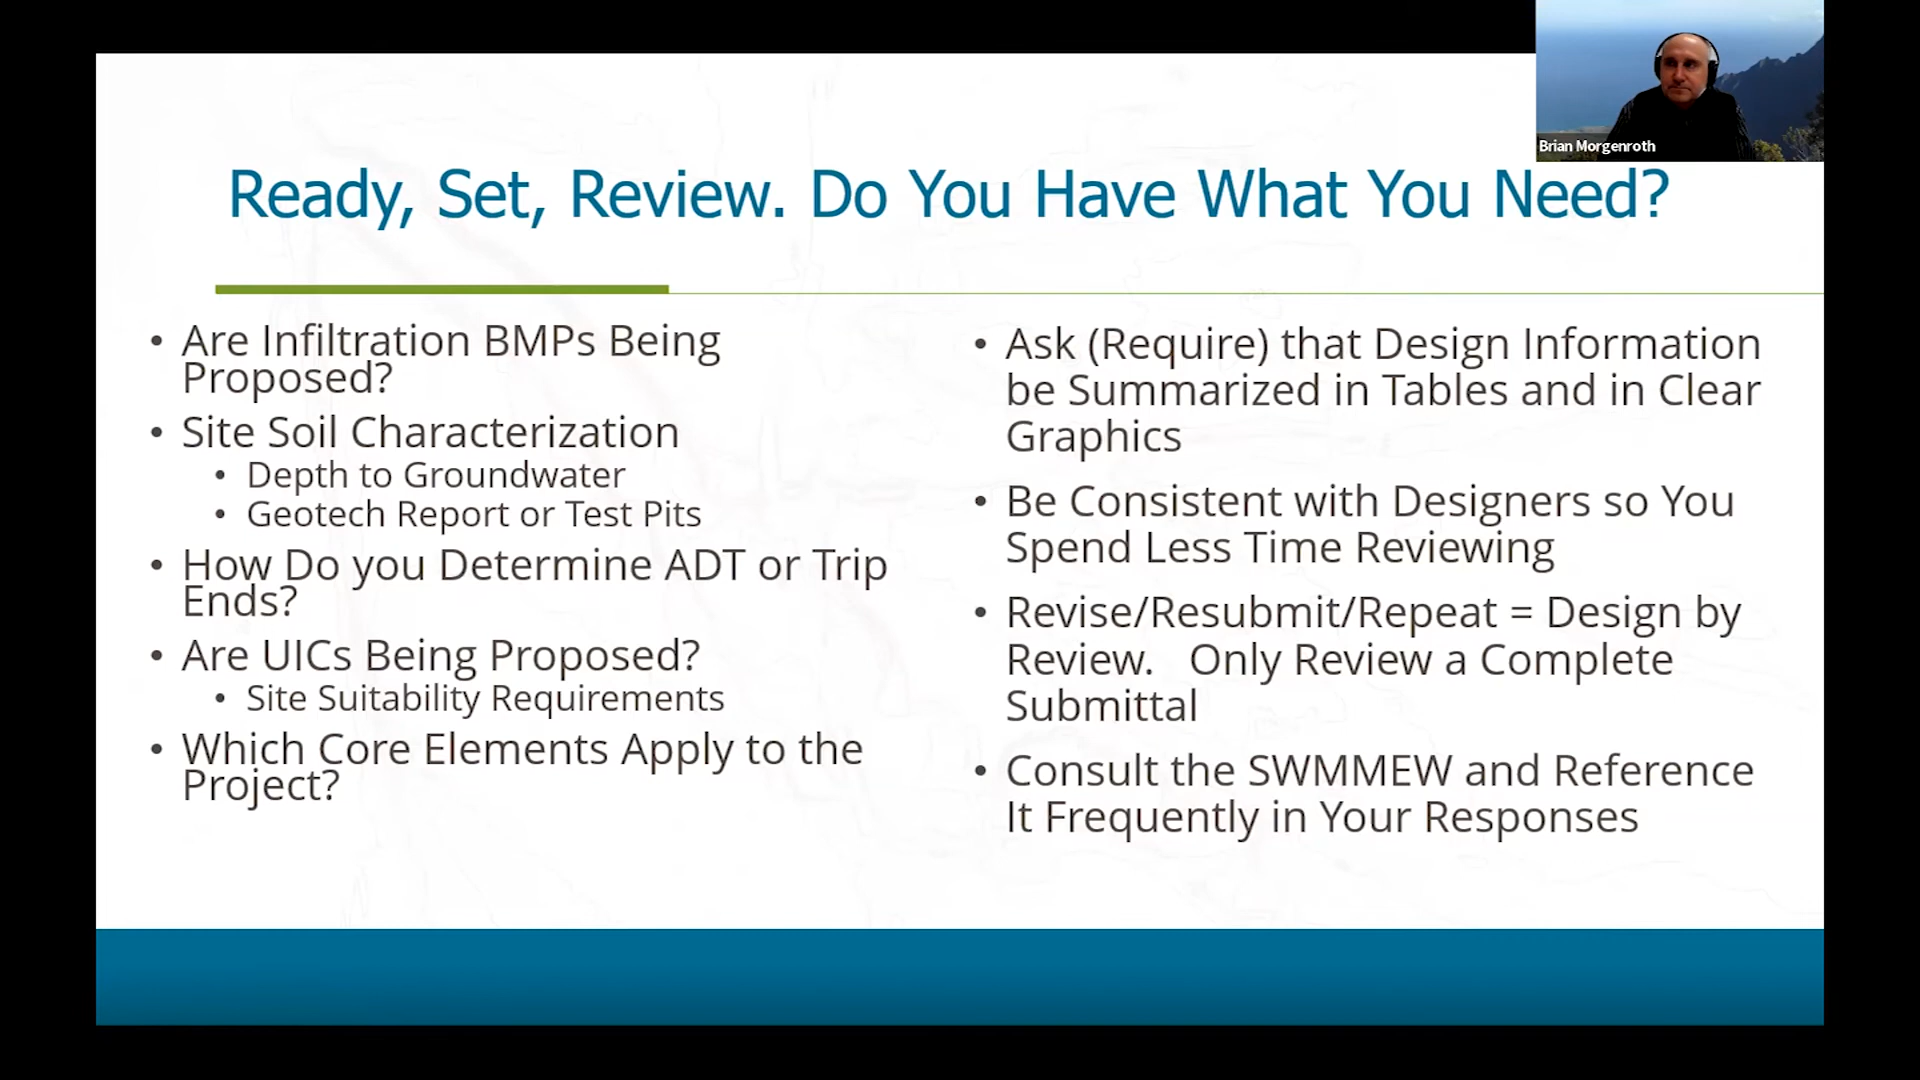 Brian Morgenroth
Ready, Set, Review. Do You Have What You Need?
• Are Infiltration BMPs Being
Proposed?
• Site Soil Characterization
• Depth to Groundwater
• Geotech Report or Test Pits
• How Do you Determine ADT or Trip
Ends?
• Are UICs Being Proposed?
• Site Suitability Requirements
• Which Core Elements Apply to the
Project?
• Ask (Require) that Design Information
be Summarized in Tables and in Clear
Graphics
• Be Consistent with Designers so You
Spend Less Time Reviewing
• Revise/Resubmit/Repeat = Design by
Review. Only Review a Complete
Submittal
• Consult the SWMMEW and Reference
It Frequently in Your Responses